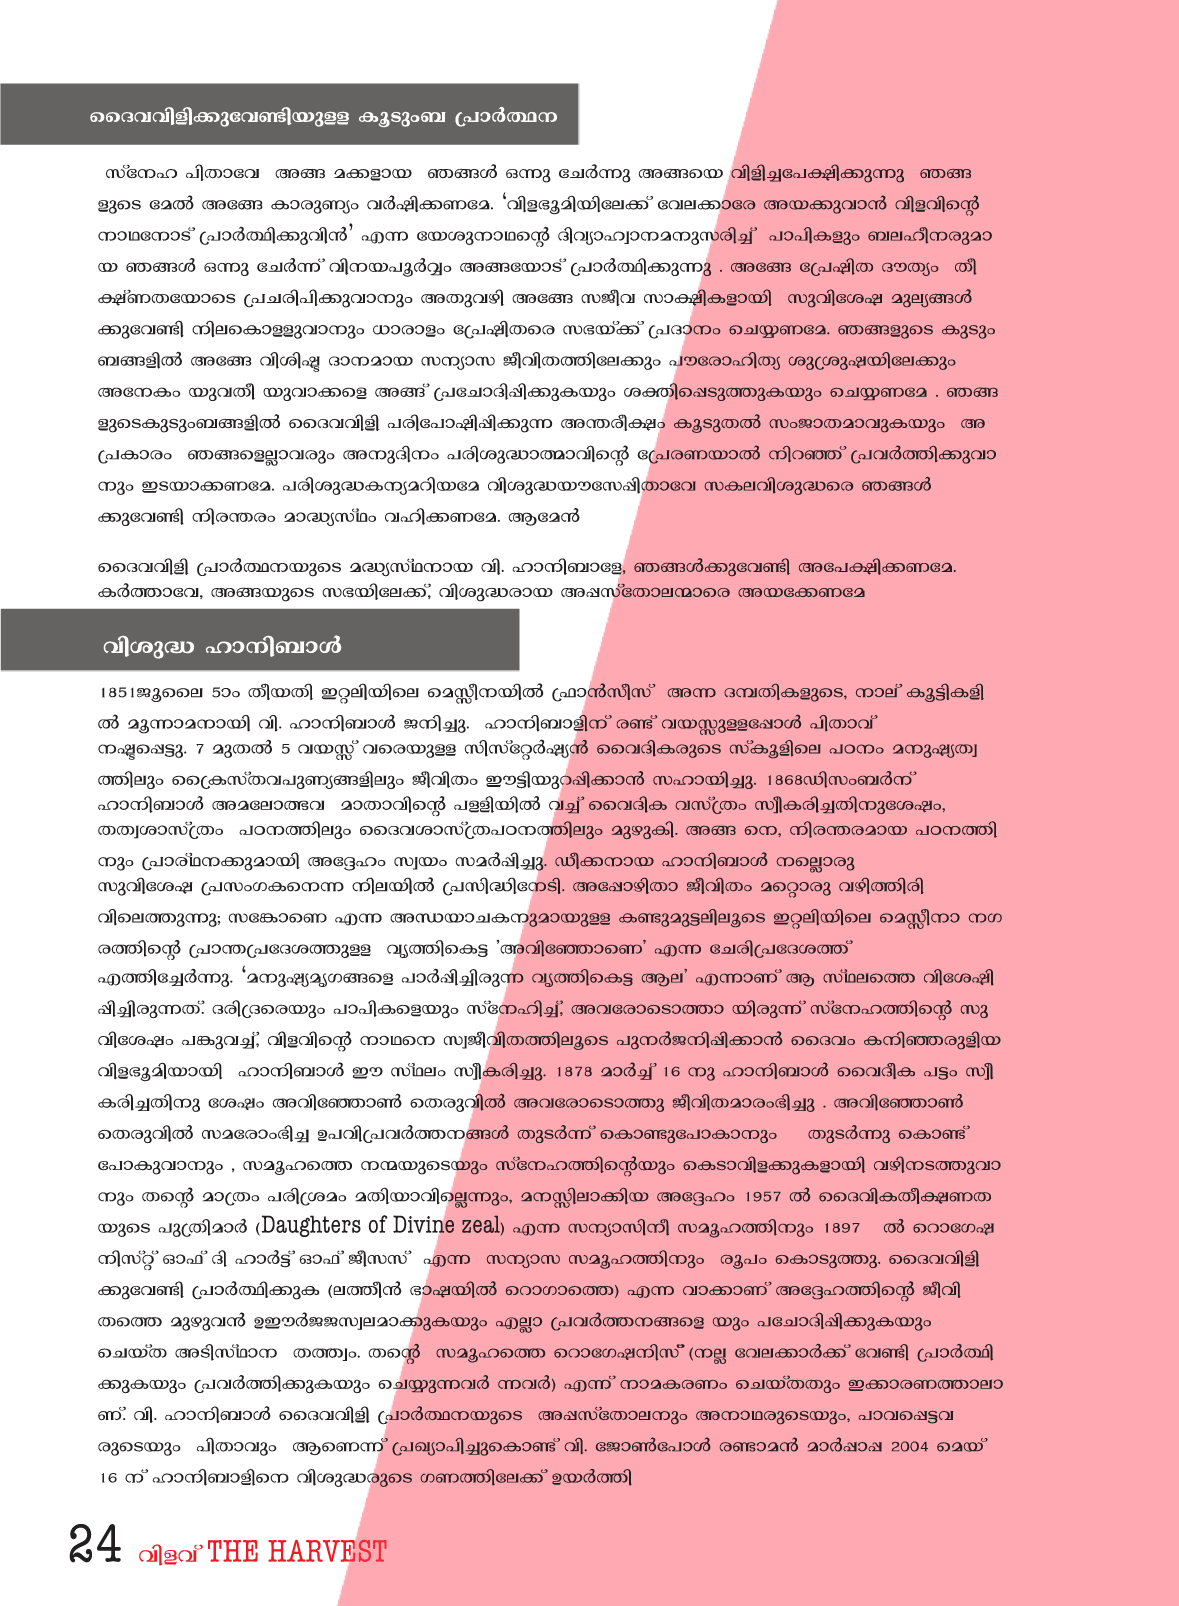 ദൈവവിളിക്കുവേണ്ടിയുളള കൂടുംബ പ്രാർത്ഥന
സ്നേഹ പിതാവേ അങ്ങ മക്കളായ ഞങ്ങൾ ഒന്നു ചേർന്നു അങ്ങയെ വിളിച്ചപേക്ഷിക്കുന്നു ഞങ്ങ
ളുടെ മേൽ അങ്ങേ കാരുണ്യം വർഷിക്കണമേ. ‘വിളഭൂമിയിലേക്ക് വേലക്കാരേ അയക്കുവാൻ വിളവിന്റെ
നാഥനോട് പ്രാർത്ഥിക്കുവിൻ’ എന്ന യേശുനാഥന്റെ ദിവ്യാഹ്വാനമനുസരിച്ച് പാപികളും ബലഹീനരുമാ
യ ഞങ്ങൾ ഒന്നു ചേർന്ന് വിനയപൂർവ്വം അങ്ങയോട് പ്രാർത്ഥിക്കുന്നു . അങ്ങേ പ്രേഷിത ദൗത്യം തീ
ക്ഷ്ണതയോടെ പ്രചരിപിക്കുവാനും അതുവഴി അങ്ങേ സജീവ സാക്ഷികളായി സുവിശേഷ മുല്യങ്ങൾ
ക്കുവേണ്ടി നിലകൊളളുവാനും ധാരാളം പ്രേഷിതരെ സഭയ്ക്ക് പ്രദാനം ചെയ്യണമേ. ഞങ്ങളുടെ കുടും
ബങ്ങളിൽ അങ്ങേ വിശിഷ്ട ദാനമായ സന്യാസ ജീവിതത്തിലേക്കും പൗരോഹിത്യ ശുശ്രുഷയിലേക്കും
അനേകം യുവതീ യുവാക്കളെ അങ്ങ് പ്രചോദിപ്പിക്കുകയും ശക്തിപ്പെടുത്തുകയും ചെയ്യണമേ . ഞങ്ങ
ളുടെകുടുംബങ്ങളിൽ ദൈവവിളി പരിപോഷിപ്പിക്കുന്ന അന്തരീക്ഷം കൂടുതൽ സംജാതമാവുകയും അ
പ്രകാരം ഞങ്ങളെല്ലാവരും അനുദിനം പരിശുദ്ധാത്മാവിന്റെ പ്രേരണയാൽ നിറഞ്ഞ് പ്രവർത്തിക്കുവാ
നും ഇടയാക്കണമേ. പരിശുദ്ധകന്യമറിയമേ വിശുദ്ധയൗസേപ്പിതാവേ സകലവിശുദ്ധരെ ഞങ്ങൾ
ക്കുവേണ്ടി നിരന്തരം മാദ്ധ്യസ്ഥം വഹിക്കണമേ. ആമേൻ
ദൈവവിളി പ്രാർത്ഥനയുടെ മദ്ധ്യസ്ഥനായ വി. ഹാനിബാളേ, ഞങ്ങൾക്കുവേണ്ടി അപേക്ഷിക്കണമേ.
കർത്താവേ, അങ്ങയുടെ സഭയിലേക്ക്, വിശുദ്ധരായ അപ്പസ്തോലന്മാരെ അയക്കേണമേ
വിശുദ്ധ ഹാനിബാൾ
1851ജൂലൈ 5ാം തീയതി ഇറ്റലിയിലെ മെസ്സീനയിൽ ഫ്രാൻസീസ് അന്ന ദമ്പതികളുടെ, നാല് കൂട്ടികളി
ൽ മൂന്നാമനായി വി. ഹാനിബാൾ ജനിച്ചു. ഹാനിബാളിന് രണ്ട് വയസ്സുളളപ്പോൾ പിതാവ്
നഷ്ടപ്പെട്ടു. 7 മുതൽ 5 വയസ്സ് വരെയുളള സിസ്റ്റേർഷ്യൻ വൈദികരുടെ സ്കൂളിലെ പഠനം മനുഷ്യത്വ
ത്തിലും ക്രൈസ്തവപുണ്യങ്ങളിലും ജീവിതം ഈട്ടിയുറപ്പിക്കാൻ സഹായിച്ചു. 1868ഡിസംബർന്
ഹാനിബാൾ അമലോത്ഭവ മാതാവിന്റെ പളളിയിൽ വച്ച് വൈദിക വസ്ത്രം സ്വീകരിച്ചതിനുശേഷം,
തത്വശാസ്ത്രം പഠനത്തിലും ദൈവശാസ്ത്രപഠനത്തിലും മുഴുകി. അങ്ങ നെ, നിരന്തരമായ പഠനത്തി
നും പ്രാര്ഥനക്കുമായി അദ്ദേഹം സ്വയം സമർപ്പിച്ചു. ഡീക്കനായ ഹാനിബാൾ നല്ലൊരു
സുവിശേഷ പ്രസംഗകനെന്ന നിലയിൽ പ്രസിദ്ധിനേടി. അപ്പോഴിതാ ജീവിതം മറ്റൊരു വഴിത്തിരി
വിലെത്തുന്നു; സങ്കോണെ എന്ന അന്ധയാചകനുമായുളള കണ്ടുമുട്ടലിലൂടെ ഇറ്റലിയിലെ മെസ്സീനാ നഗ
രത്തിന്റെ പ്രാന്തപ്രദേശത്തുളള വൃത്തികെട്ട 'അവിഞ്ഞോണെ' എന്ന ചേരിപ്രദേശത്ത്
എത്തിച്ചേർന്നു. ‘മനുഷ്യമൃഗങ്ങളെ പാർപ്പിച്ചിരുന്ന വൃത്തികെട്ട ആല’ എന്നാണ് ആ സ്ഥലത്തെ വിശേഷി
പ്പിച്ചിരുന്നത്. ദരിദ്രരെയും പാപികളെയും സ്നേഹിച്ച്, അവരോടൊത്താ യിരുന്ന് സ്നേഹത്തിന്റെ സു
വിശേഷം പങ്കുവച്ച്, വിളവിന്റെ നാഥനെ സ്വജീവിതത്തിലൂടെ പുനർജനിപ്പിക്കാൻ ദൈവം കനിഞ്ഞരുളിയ
വിളഭൂമിയായി ഹാനിബാൾ ഈ സ്ഥലം സ്വീകരിച്ചു. 1878 മാർച്ച് 16 നു ഹാനിബാൾ വൈദീക പട്ടം സ്വീ
കരിച്ചതിനു ശേഷം അവിഞ്ഞോൺ തെരുവിൽ അവരോടൊത്തു ജീവിതമാരംഭിച്ചു . അവിഞ്ഞോൺ
തെരുവിൽ സമരോംഭിച്ച ഉപവിപ്രവർത്തനങ്ങൾ തുടർന്ന് കൊണ്ടുപോകാനും തുടർന്നു കൊണ്ട്
പോകുവാനും , സമൂഹത്തെ നന്മയുടെയും സ്നേഹത്തിന്റെയും കെടാവിളക്കുകളായി വഴിനടത്തുവാ
നും തന്റെ മാത്രം പരിശ്രമം മതിയാവില്ലെന്നും, മനസ്സിലാക്കിയ അദ്ദേഹം 1957 ൽ ദൈവികതീക്ഷണത
യുടെ പുത്രിമാർ (Daughters of Divine zeal) എന്ന സന്യാസിനീ സമൂഹത്തിനും 1897 ൽ റൊഗേഷ
നിസ്റ്റ് ഓഫ് ദി ഹാർട്ട് ഓഫ് ജീസസ് എന്ന സന്യാസ സമൂഹത്തിനും രൂപം കൊടുത്തു. ദൈവവിളി
ക്കുവേണ്ടി പ്രാർത്ഥിക്കുക (ലത്തീൻ ഭാഷയിൽ റൊഗാത്തെ) എന്ന വാക്കാണ് അദ്ദേഹത്തിന്റെ ജീവി
തത്തെ മുഴുവൻ ഉഈർജജസ്വലമാക്കുകയും എല്ലാ പ്രവർത്തനങ്ങളെ യും പചോദിപ്പിക്കുകയും
ചെയ്ത അടിസ്ഥാന തത്ത്വം. തന്റെ സമൂഹത്തെ റൊഗേഷനിസ്‌‌ (നല്ല വേലക്കാർക്ക് വേണ്ടി പ്രാർത്ഥി
ക്കുകയും പ്രവർത്തിക്കുകയും ചെയ്യുന്നവർ ന്നവർ) എന്ന് നാമകരണം ചെയ്തതും ഇക്കാരണത്താലാ
ണ്. വി. ഹാനിബാൾ ദൈവവിളി പ്രാർത്ഥനയുടെ അപ്പസ്തോലനും അനാഥരുടെയും, പാവപ്പെട്ടവ
രുടെയും പിതാവും ആണെന്ന് പ്രഖ്യാപിച്ചുകൊണ്ട് വി. ജോൺപോൾ രണ്ടാമൻ മാർപ്പാപ്പ 2004 മെയ്
16 ന് ഹാനിബാളിനെ വിശുദ്ധരുടെ ഗണത്തിലേക്ക് ഉയർത്തി
24 വിളവ് THE HARVEST